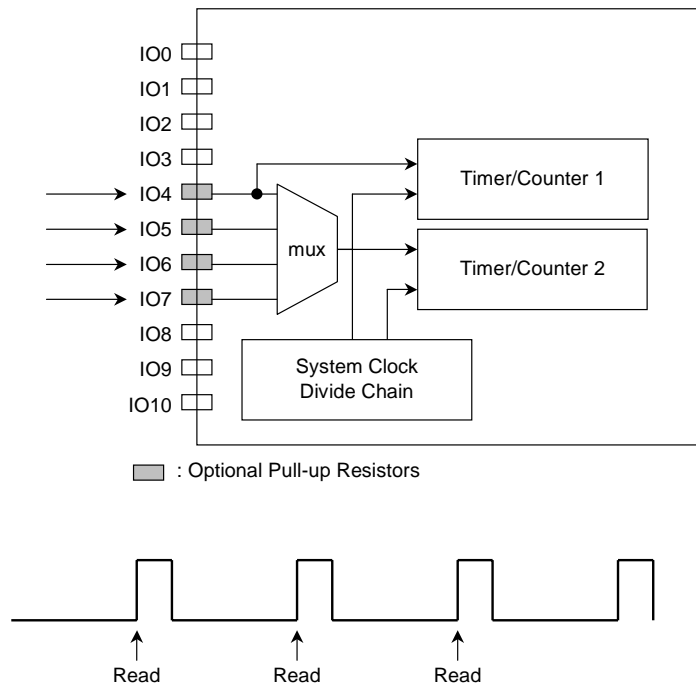 IO0
IO1
IO2
IO3
IO4
IO5
IO6
IO7
IO8
IO9
IO10
mux
Timer/Counter 1
Timer/Counter 2
System Clock
Divide Chain
: Optional Pull-up Resistors
Read Read Read